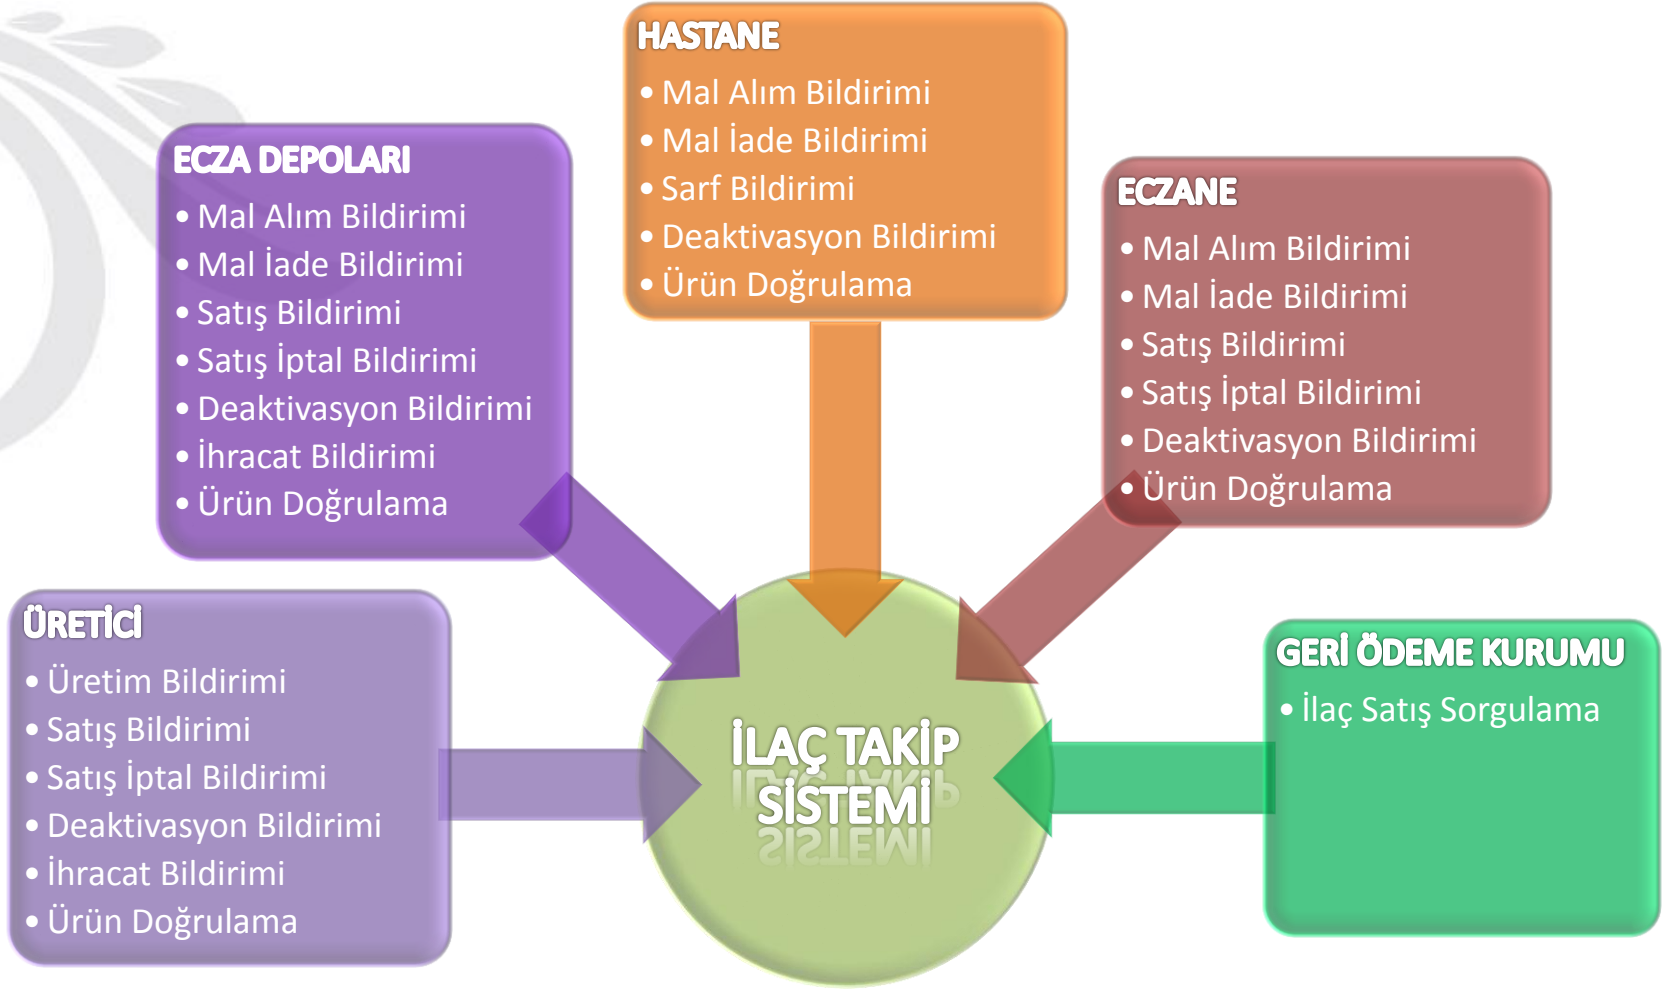 HASTANE
• Mal Alım Bildirimi
• Mal İade Bildirimi
• Sarf Bildirimi
• Deaktivasyon Bildirimi
• Ürün Doğrulama
ECZA DEPOLARI
• Mal Alım Bildirimi
• Mal İade Bildirimi
• Satış Bildirimi
• Satış İptal Bildirimi
• Deaktivasyon Bildirimi
• İhracat Bildirimi
• Ürün Doğrulama
ECZANE
• Mal Alım Bildirimi
• Mal İade Bildirimi
• Satış Bildirimi
• Satış İptal Bildirimi
• Deaktivasyon Bildirimi
• Ürün Doğrulama
ÜRETİCİ
• Üretim Bildirimi
• Satış Bildirimi
• Satış İptal Bildirimi
• Deaktivasyon Bildirimi
• İhracat Bildirimi
• Ürün Doğrulama
İLAÇ TAKİP
SİSTEMİ
GERİ ÖDEME KURUMU
• İlaç Satış Sorgulama